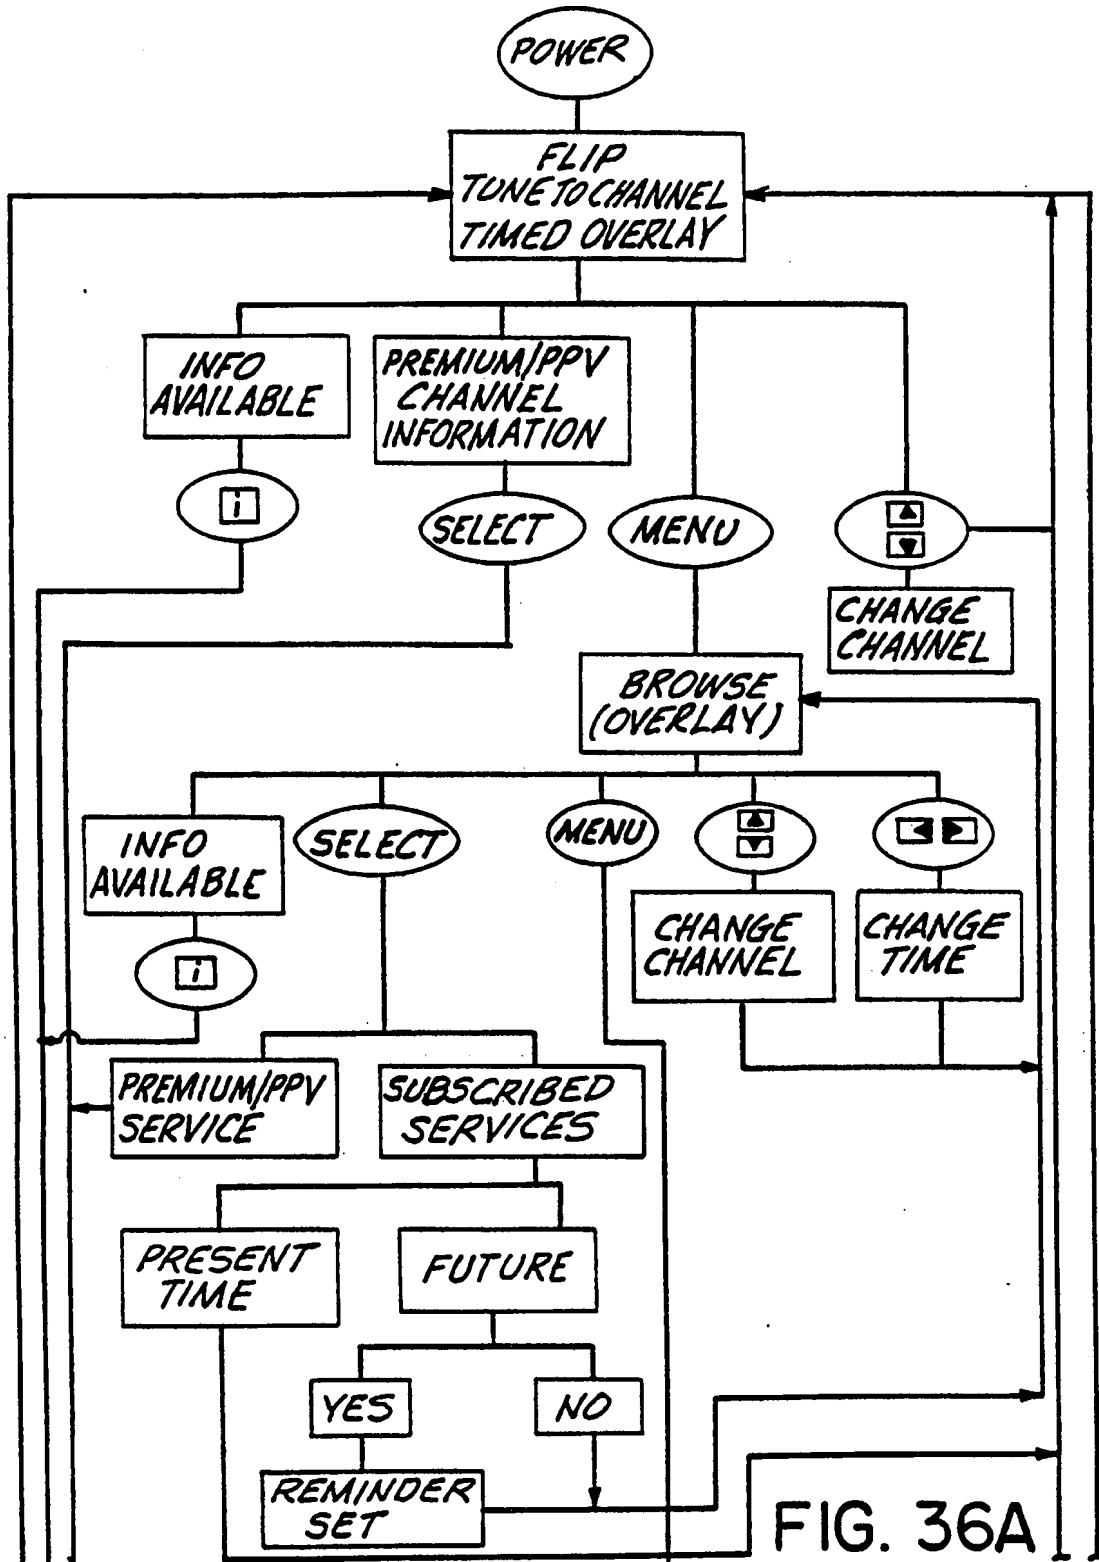 POWER
FLIP
TUNE TO CHANNEL
TIMED OVERLAY
INFO
AVAILABLE
PREMIUM/PPV
CHANNEL
INFORMATION
i
SELECT
MENU
CHANGE
CHANNEL
BROWSE
(OVERLAY)
INFO
AVAILABLE
SELECT
MENU
CHANGE
CHANNEL
CHANGE
TIME
i
PREMIUM/PPV
SERVICE
SUBSCRIBED
SERVICES
PRESENT
TIME
FUTURE
YES
NO
REMINDER
SET
FIG. 36A